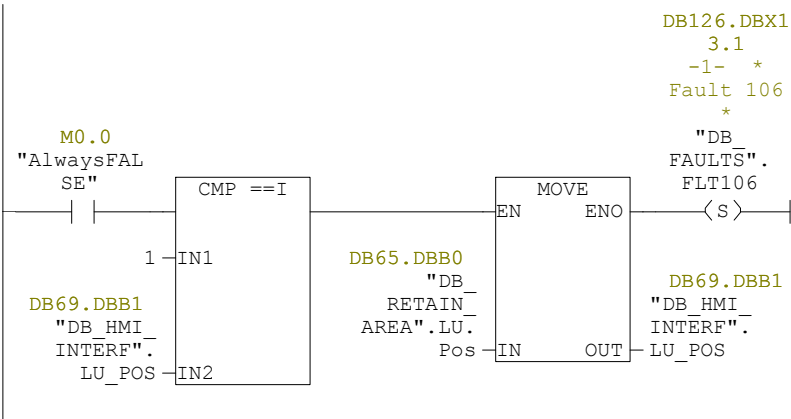 DB126.DBX1
3.1
-1-  *
Fault 106
*
M0.0
"AlwaysFAL
SE"
"DB_
FAULTS".
FLT106
CMP ==I
MOVE
S
EN
ENO
1
IN1
DB65.DBB0
"DB_
RETAIN_
AREA".LU.
Pos
IN
DB69.DBB1
"DB_HMI_
INTERF".
LU_POS
IN2
OUT
DB69.DBB1
"DB_HMI_
INTERF".
LU_POS